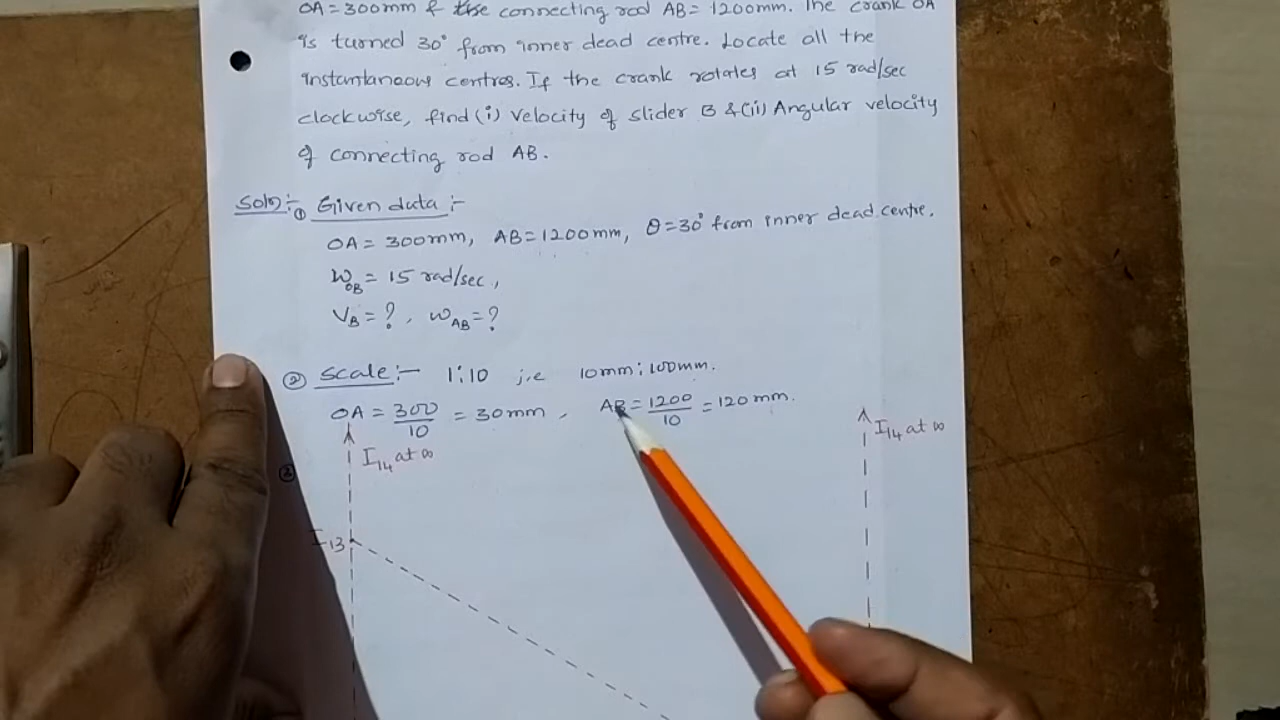 OA = 300mm & the connecting rod AB = 1200mm. The crank OA
is turned 30° from inner dead centre. Locate all the
instantaneous centres. If the crank rotates at 15 rad/sec
clockwise, find (i) Velocity of slider B & (ii) Angular velocity
of connecting rod AB.
Soln:- ① Given data :-
OA = 300mm, AB = 1200mm, θ = 30° from inner dead centre.
ω_OB = 15 rad/sec,
V_B = ? , ω_AB = ?
② Scale :- 1:10 i.e 10mm : 100mm.
OA = 300/10 = 30mm , AB = 1200/10 = 120mm.
I14 at ∞ I14 at ∞
③
I13